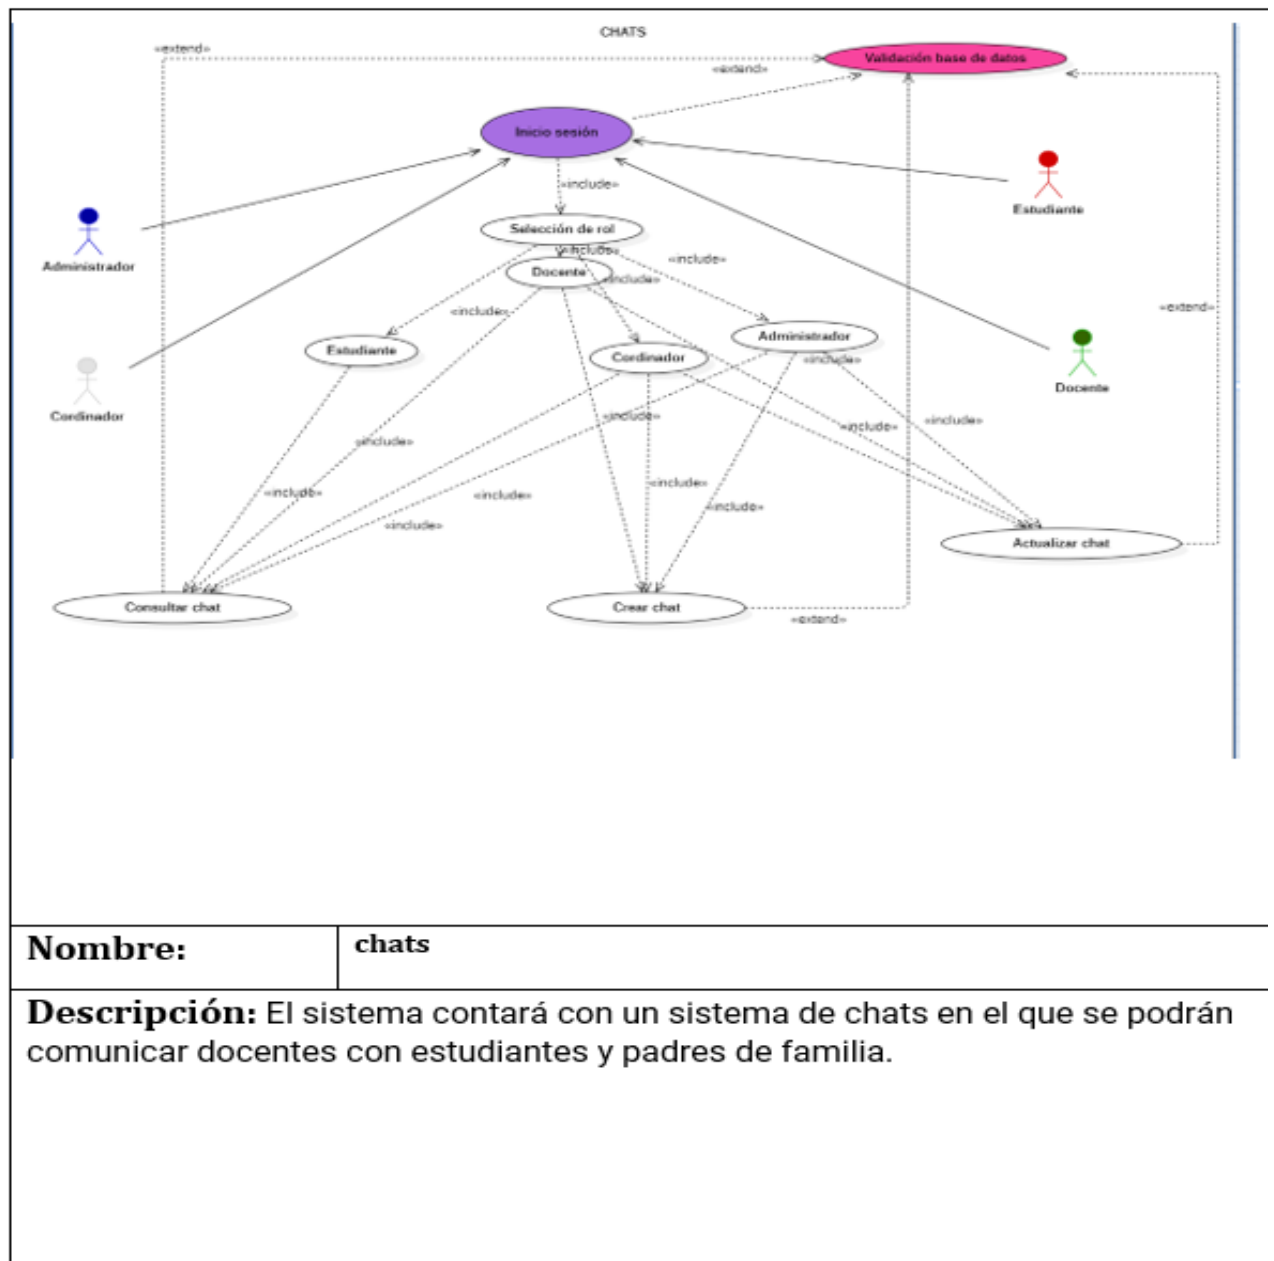 CHATS
«extend»
Validación base de datos
«extend»
Inicio sesión
«include»
Estudiante
Selección de rol
«include»
«include»
Administrador
Docente
«include»
«extend»
«include»
Administrador
Estudiante
Cordinador
«include»
Docente
Cordinador
«include»
«include»
«include»
«include»
«include»
«include»
«include»
«include»
«include»
«include»
Actualizar chat
Consultar chat
Crear chat
«extend»
Nombre:
chats
Descripción: El sistema contará con un sistema de chats en el que se podrán
comunicar docentes con estudiantes y padres de familia.